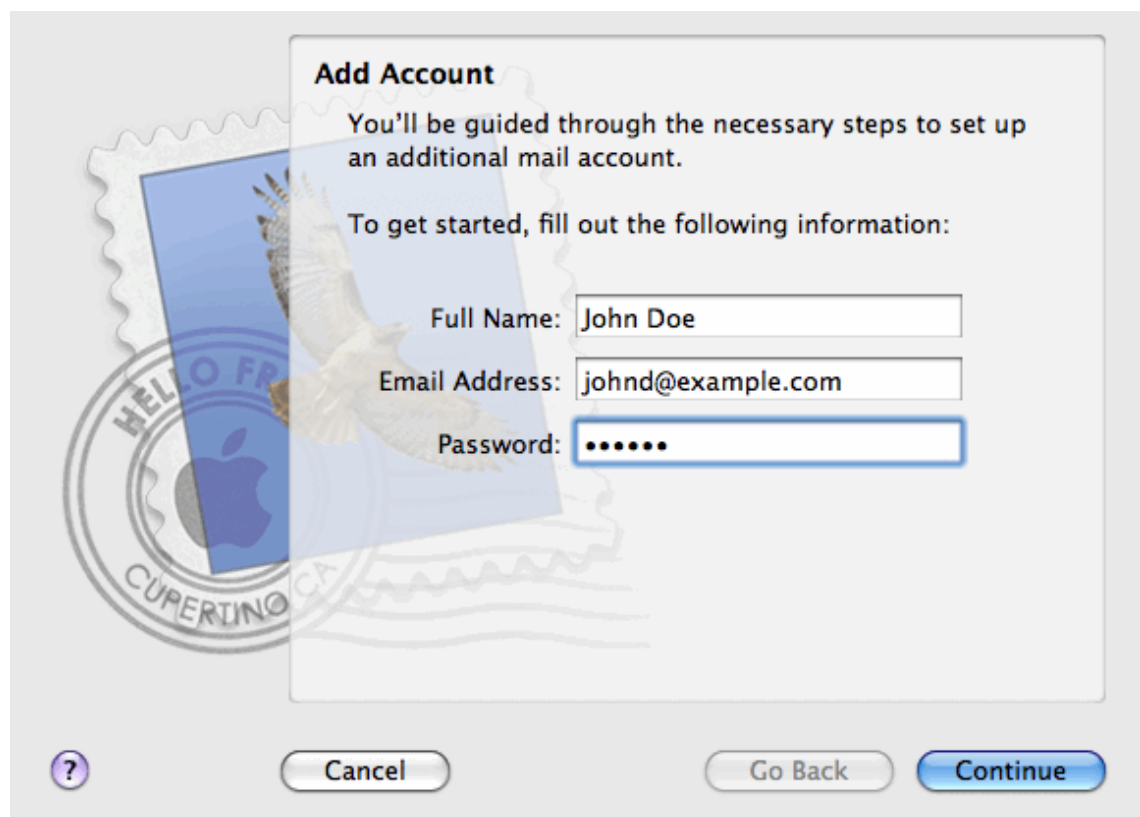 Add Account
You’ll be guided through the necessary steps to set up
an additional mail account.
To get started, fill out the following information:
Full Name: John Doe
Email Address: johnd@example.com
Password: ••••••
HELLO FR
CUPERTINO CA
? Cancel Go Back Continue